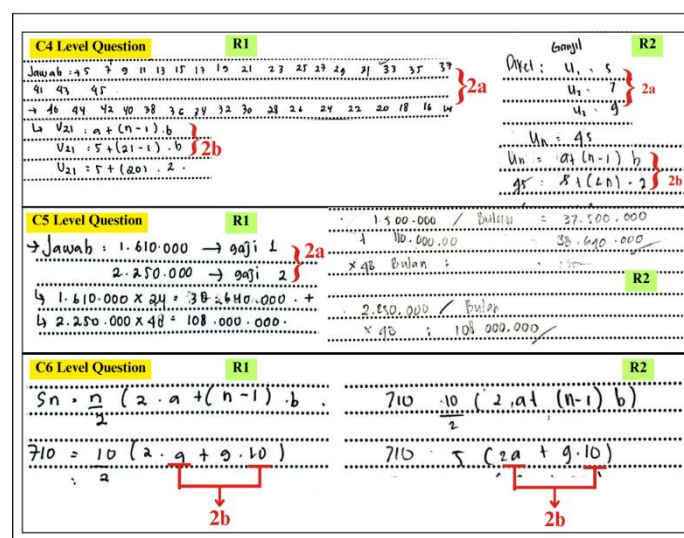 C4 Level Question
R1
Jawab : → 5 7 9 11 13 15 17 19 21 23 25 27 29 31 33 35 37
41 43 45
2a
→ 46 44 42 40 38 36 34 32 30 28 26 24 22 20 18 16 14
↳ U21 : a + (n-1) . b
U21 : 5 + (21-1) . b
2b
U21 : 5 + (20) . 2 .
R2
Ganjil
Diket : U1 . 5
U2 . 7
2a
U3 . 9
Un = 45
Un = a+ (n-1) b
2b
C5 Level Question
R1
→ Jawab : 1.610.000 → gaji 1
2.250.000 → gaji 2
2a
↳ 1.610.000 x 24 = 38.640.000 . +
↳ 2.250.000 x 48 = 108.000.000 .
1.500.000 / Bulan = 37.500.000
+ 110.000.00 38.640.000
x 48 Bulan :
R2
2.250.000 / Bulan
x 48 : 108 000.000
C6 Level Question
R1
Sn = n/2 ( 2 . a + (n-1) . b .
710 = 10/2 ( 2 . a + 9 . 10 )
2b
R2
710 10/2 ( 2 . a+ (n-1) b )
710 5 ( 2a + 9 . 10 )
2b